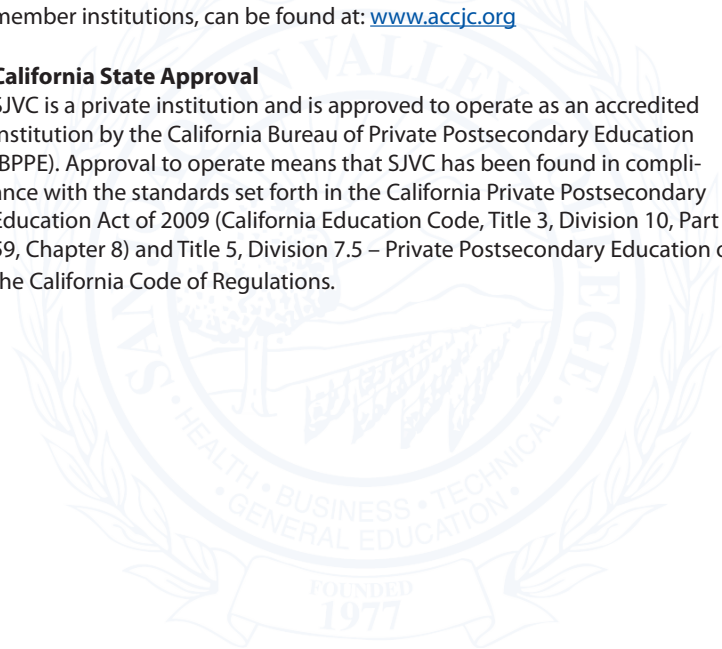 member institutions, can be found at: www.accjc.org
California State Approval
SJVC is a private institution and is approved to operate as an accredited
institution by the California Bureau of Private Postsecondary Education
(BPPE). Approval to operate means that SJVC has been found in compli-
ance with the standards set forth in the California Private Postsecondary
Education Act of 2009 (California Education Code, Title 3, Division 10, Part
59, Chapter 8) and Title 5, Division 7.5 – Private Postsecondary Education o
the California Code of Regulations.
SAN JOAQUIN VALLEY COLLEGE
• HEALTH • BUSINESS • TECHNICAL •
• GENERAL EDUCATION •
FOUNDED
1977